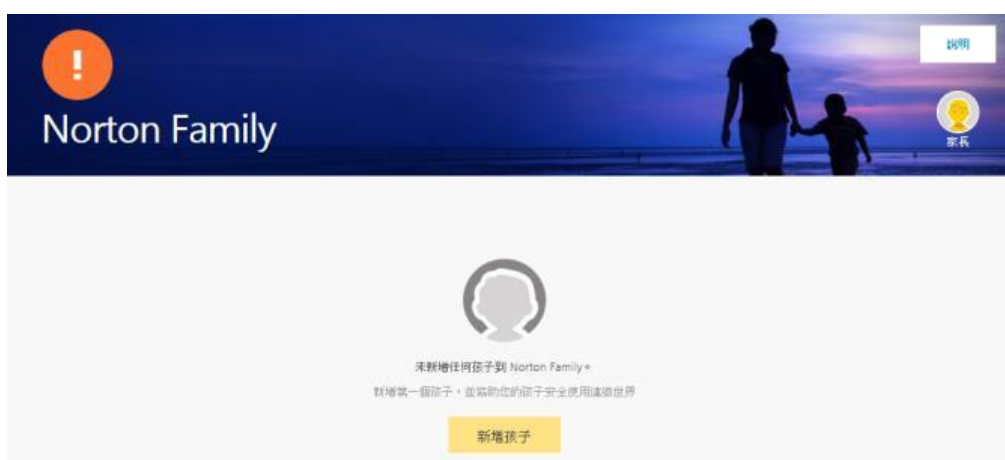 說明
Norton Family
家長
未新增任何孩子到 Norton Family。
新增第一個孩子，並協助您的孩子安全使用連線世界
新增孩子